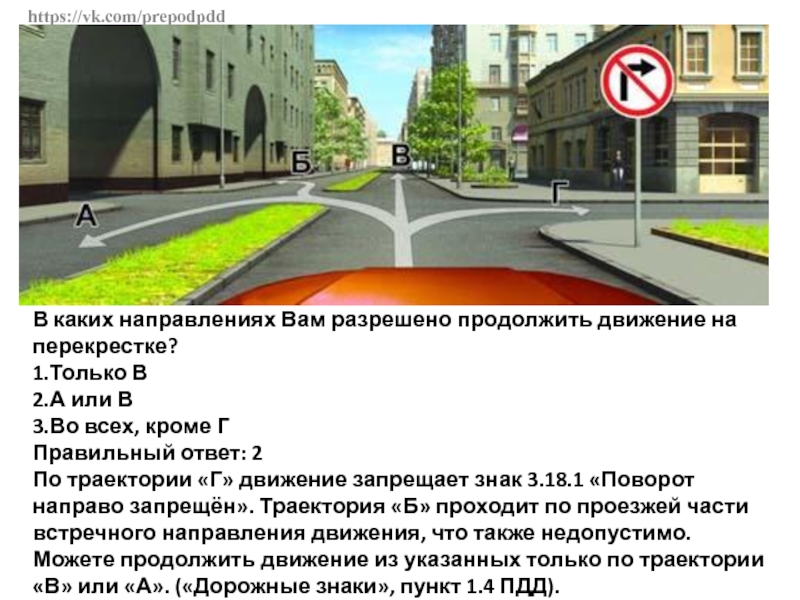 https://vk.com/prepodpdd
Б
В
Г
А
В каких направлениях Вам разрешено продолжить движение на
перекрестке?
1.Только В
2.А или В
3.Во всех, кроме Г
Правильный ответ: 2
По траектории «Г» движение запрещает знак 3.18.1 «Поворот
направо запрещён». Траектория «Б» проходит по проезжей части
встречного направления движения, что также недопустимо.
Можете продолжить движение из указанных только по траектории
«В» или «А». («Дорожные знаки», пункт 1.4 ПДД).